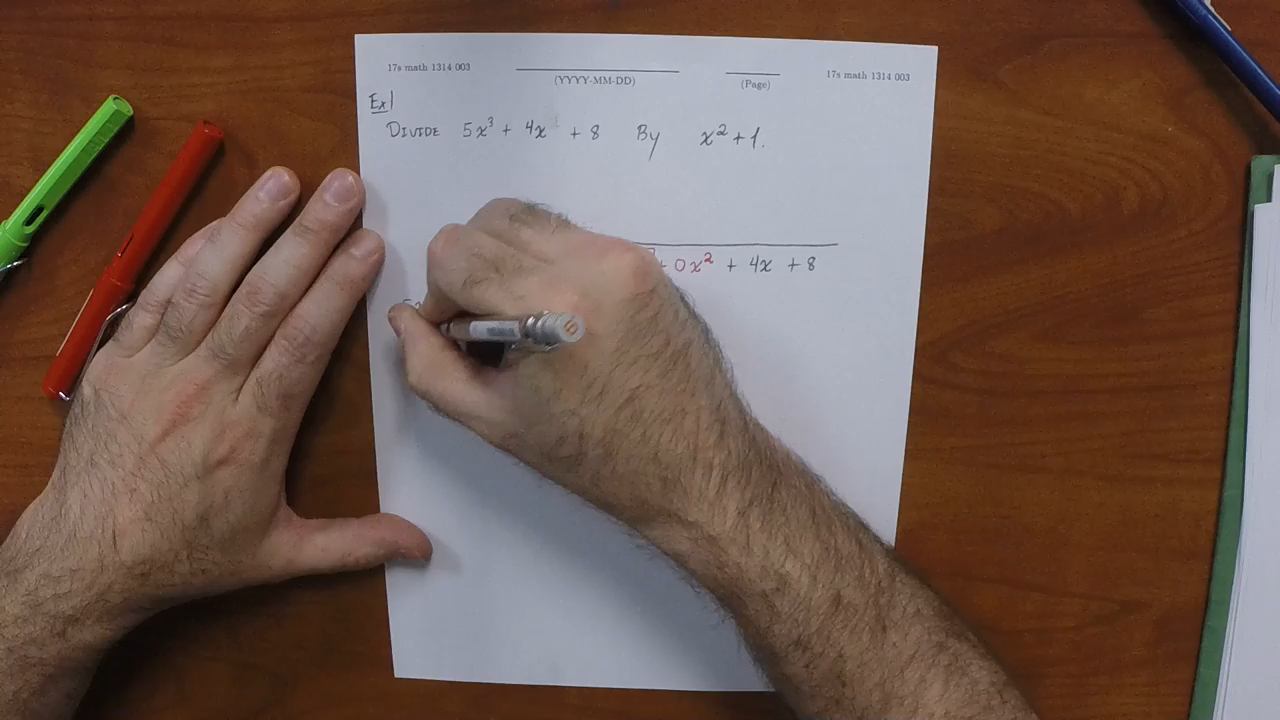 17s math 1314 003 (YYYY-MM-DD) (Page) 17s math 1314 003
Ex1
DIVIDE 5x³ + 4x + 8 By x² + 1.
+ 0x² + 4x + 8